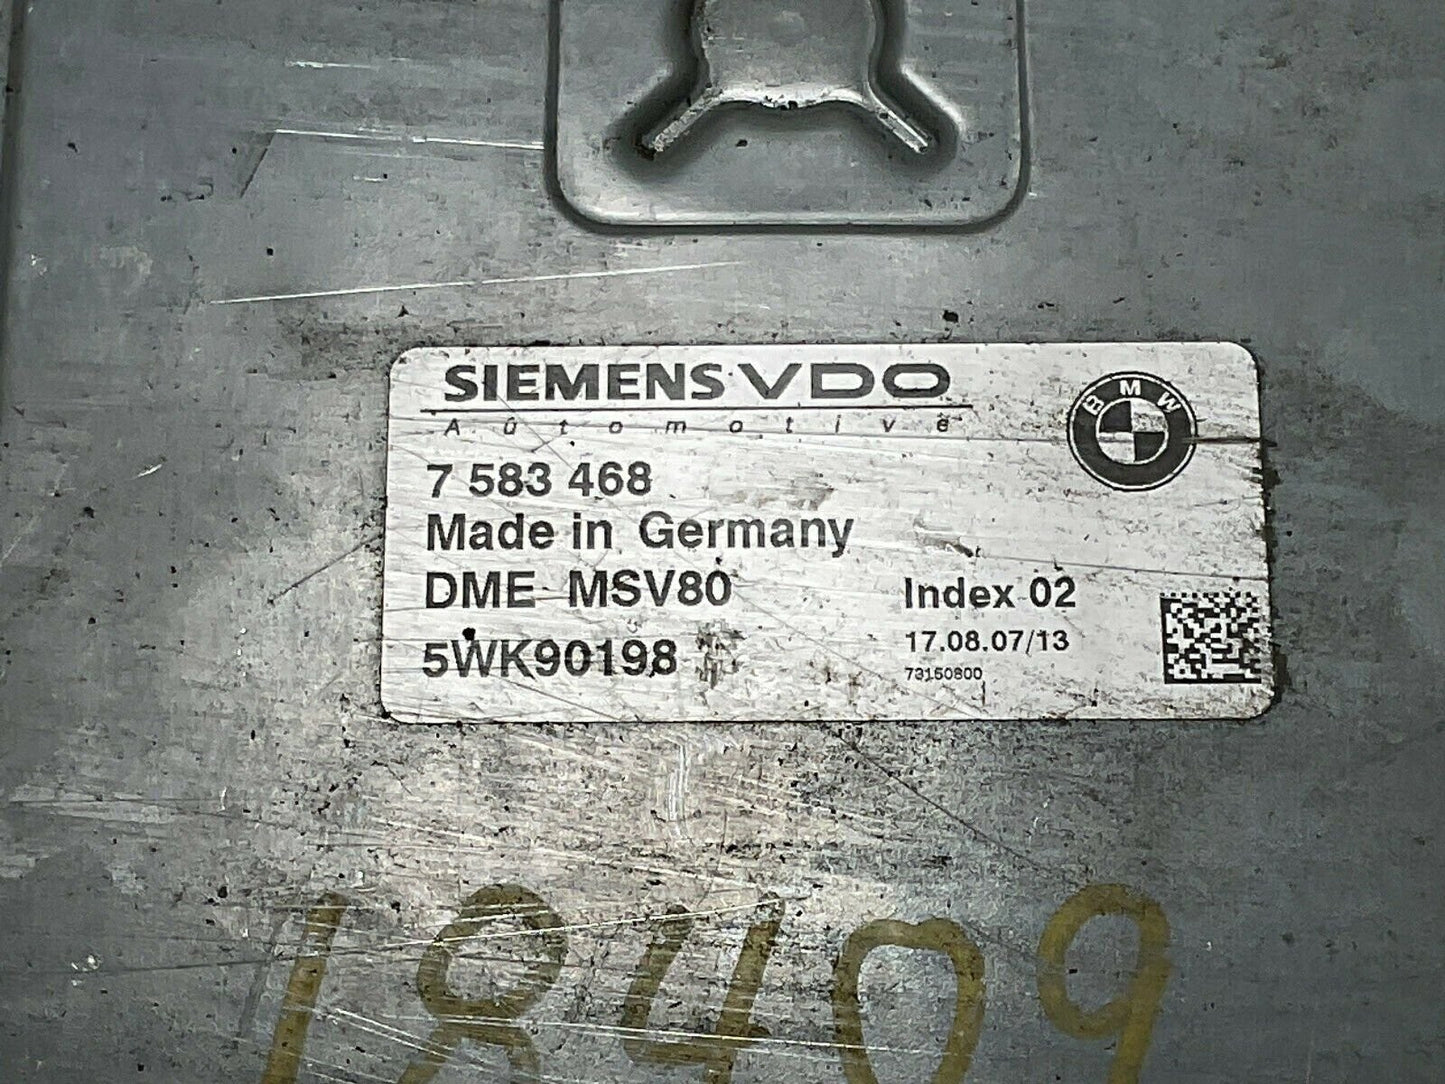 SIEMENS VDO
Automotive
BMW
7 583 468
Made in Germany
DME MSV80
Index 02
5WK90198
17.08.07/13
73150800
18409